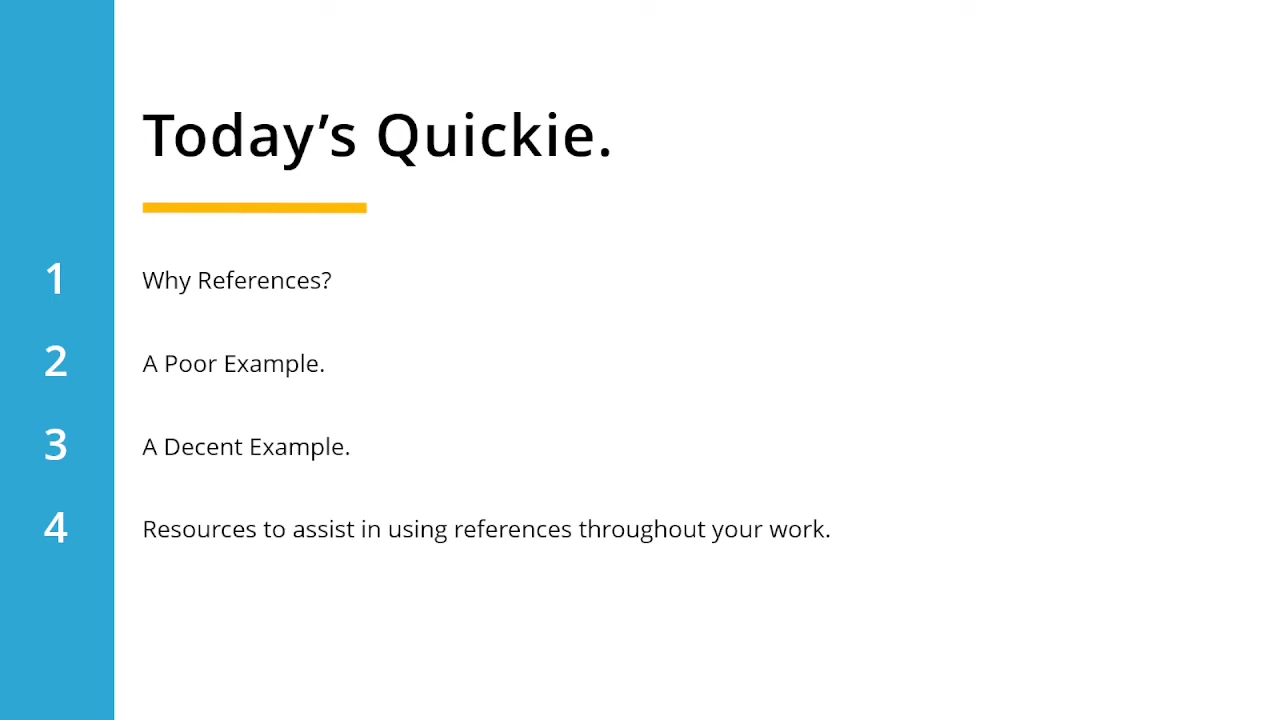 Today’s Quickie.
1 Why References?
2 A Poor Example.
3 A Decent Example.
4 Resources to assist in using references throughout your work.